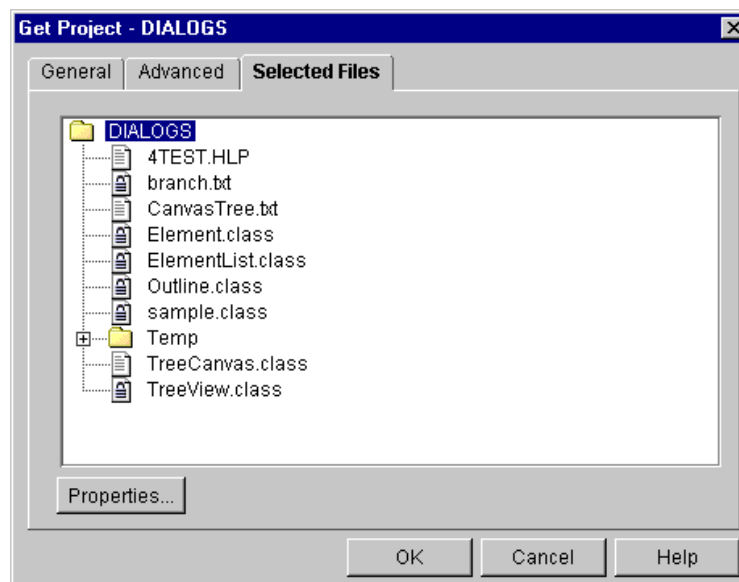 Get Project - DIALOGS
General Advanced Selected Files
DIALOGS
4TEST.HLP
branch.txt
CanvasTree.txt
Element.class
ElementList.class
Outline.class
sample.class
Temp
TreeCanvas.class
TreeView.class
Properties...
OK Cancel Help